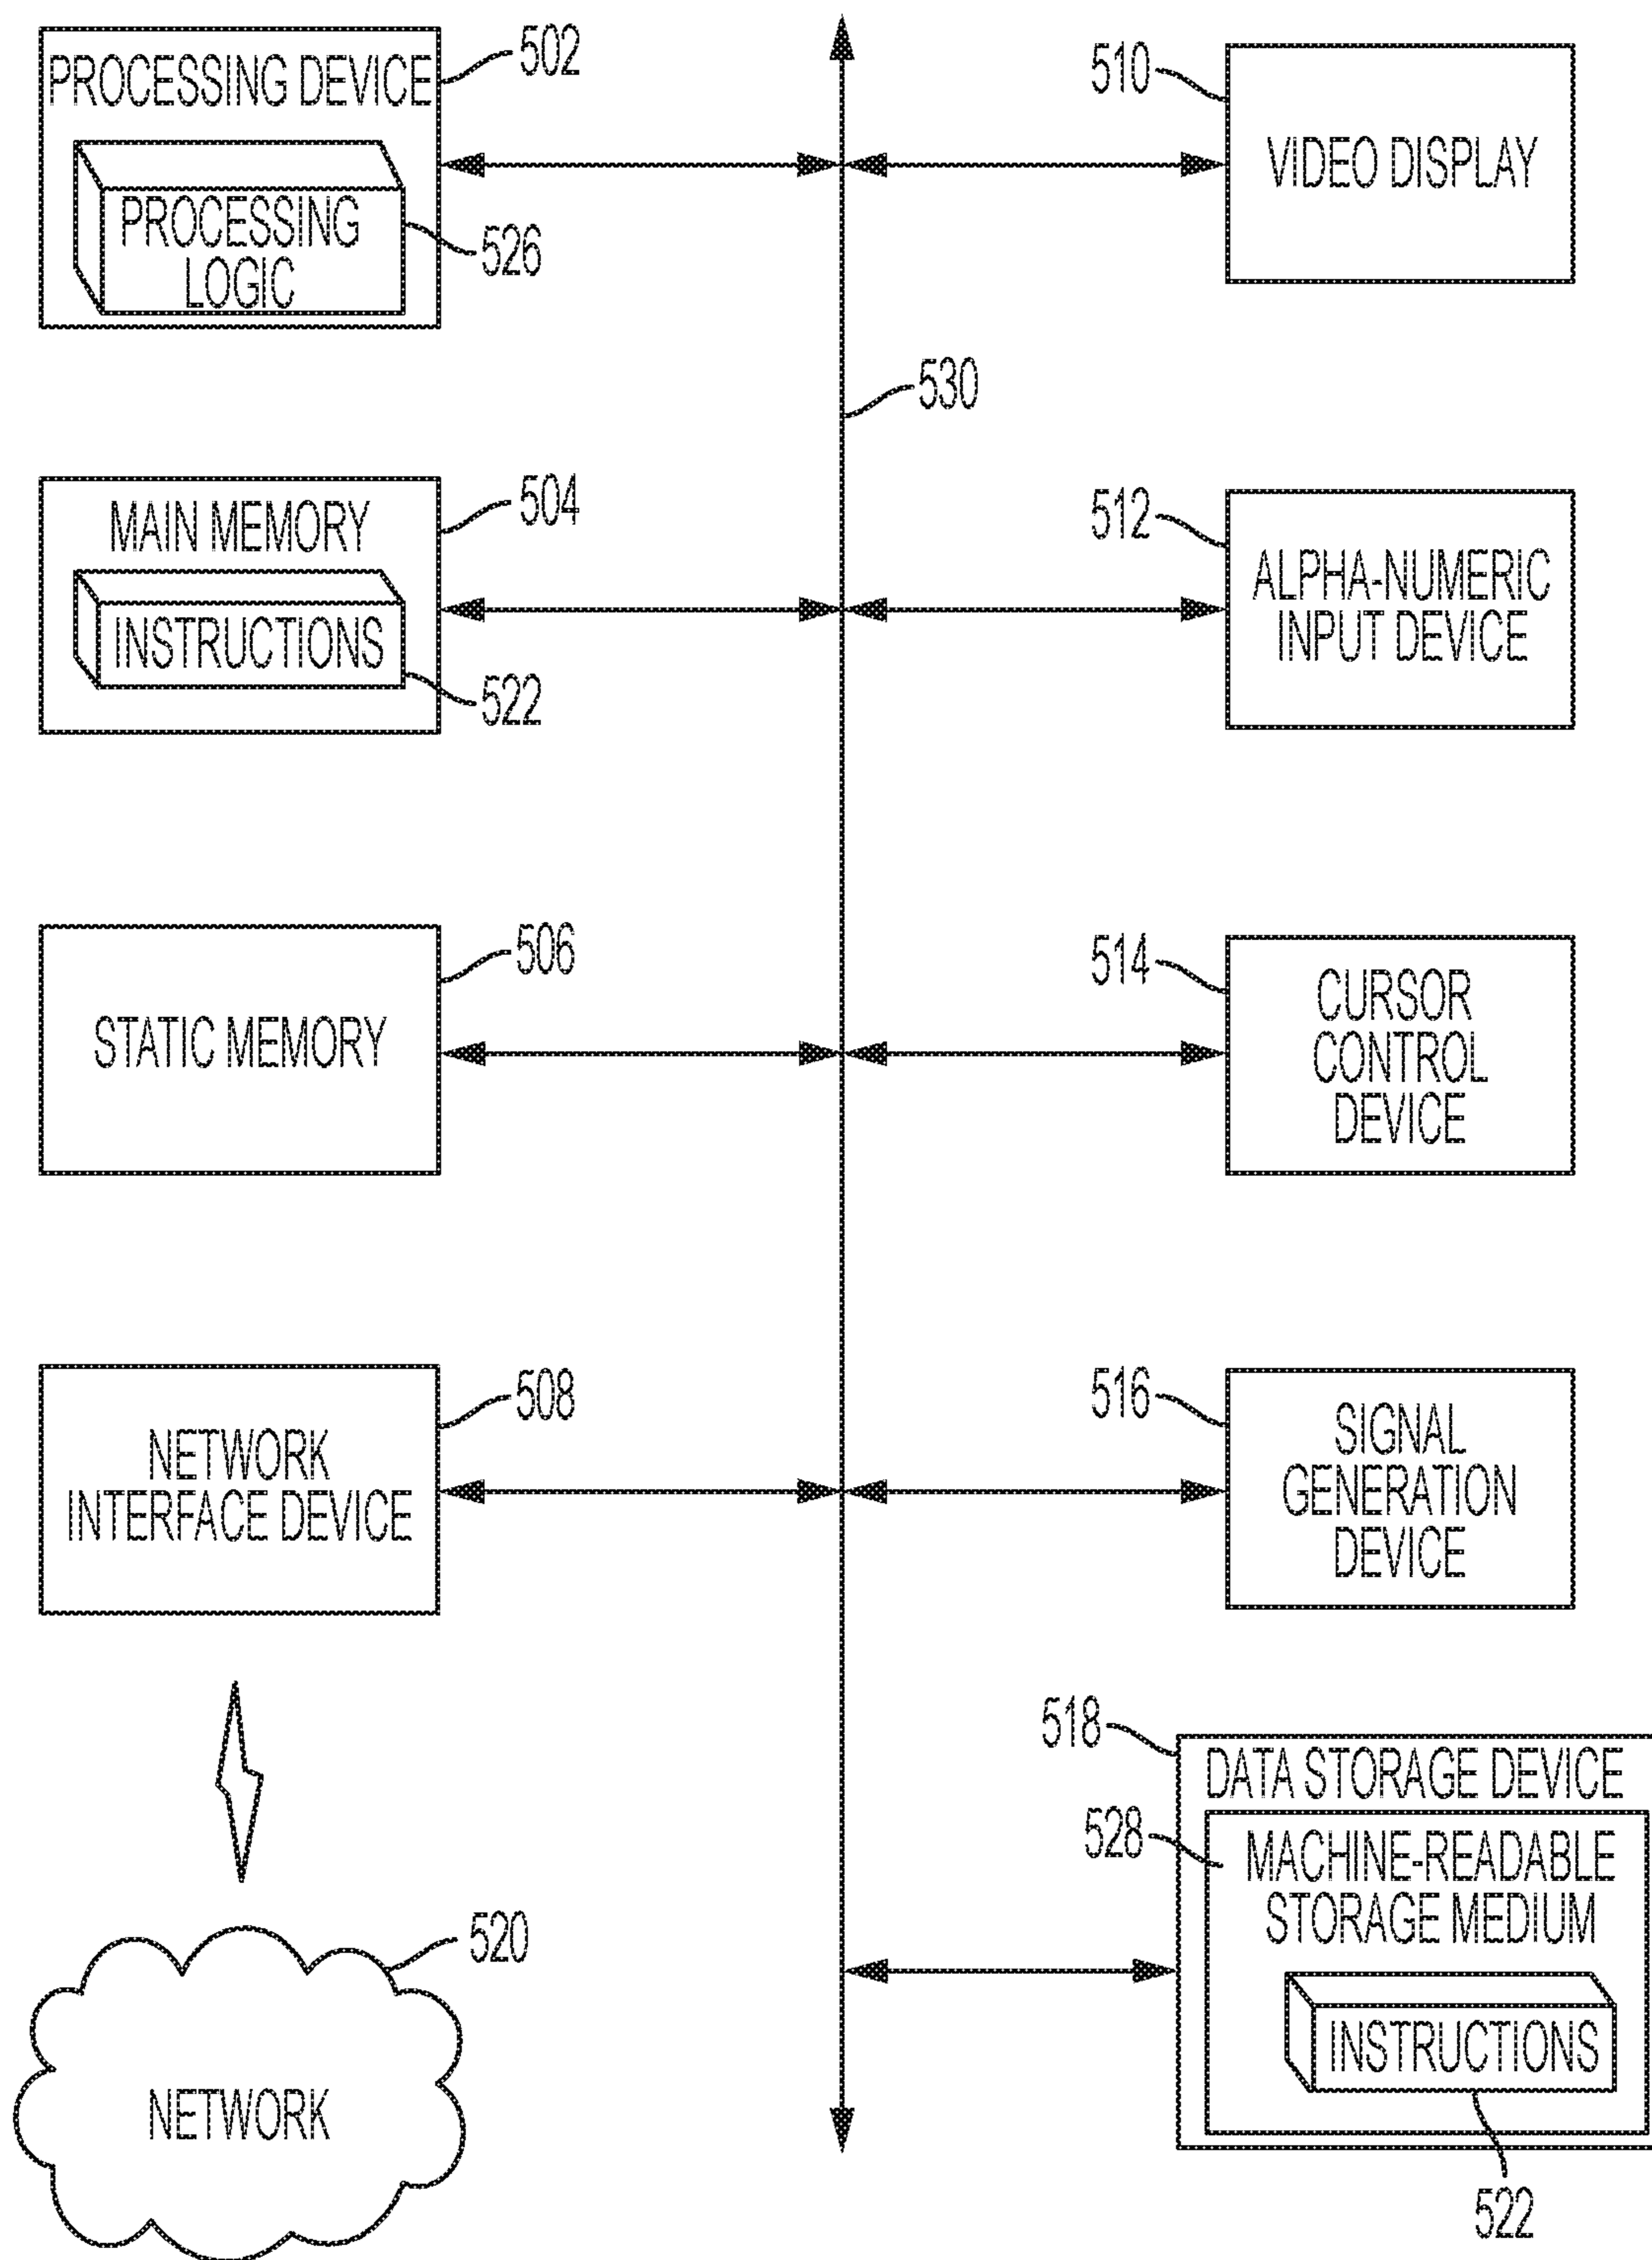 PROCESSING DEVICE
502
PROCESSING
LOGIC
526
510
VIDEO DISPLAY
530
MAIN MEMORY
504
INSTRUCTIONS
522
512
ALPHA-NUMERIC
INPUT DEVICE
STATIC MEMORY
506
514
CURSOR
CONTROL
DEVICE
NETWORK
INTERFACE DEVICE
508
516
SIGNAL
GENERATION
DEVICE
518
DATA STORAGE DEVICE
528
MACHINE-READABLE
STORAGE MEDIUM
INSTRUCTIONS
522
520
NETWORK